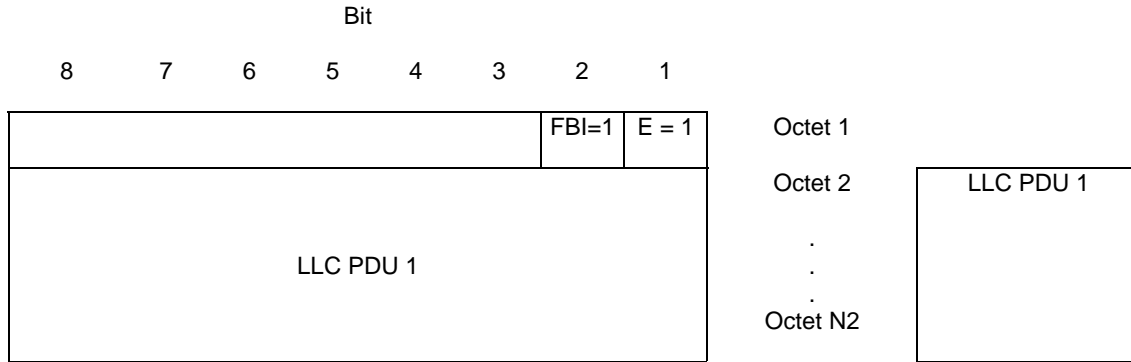 Bit
8 7 6 5 4 3 2 1
FBI=1 E = 1 Octet 1
Octet 2 LLC PDU 1
.
LLC PDU 1 .
.
Octet N2